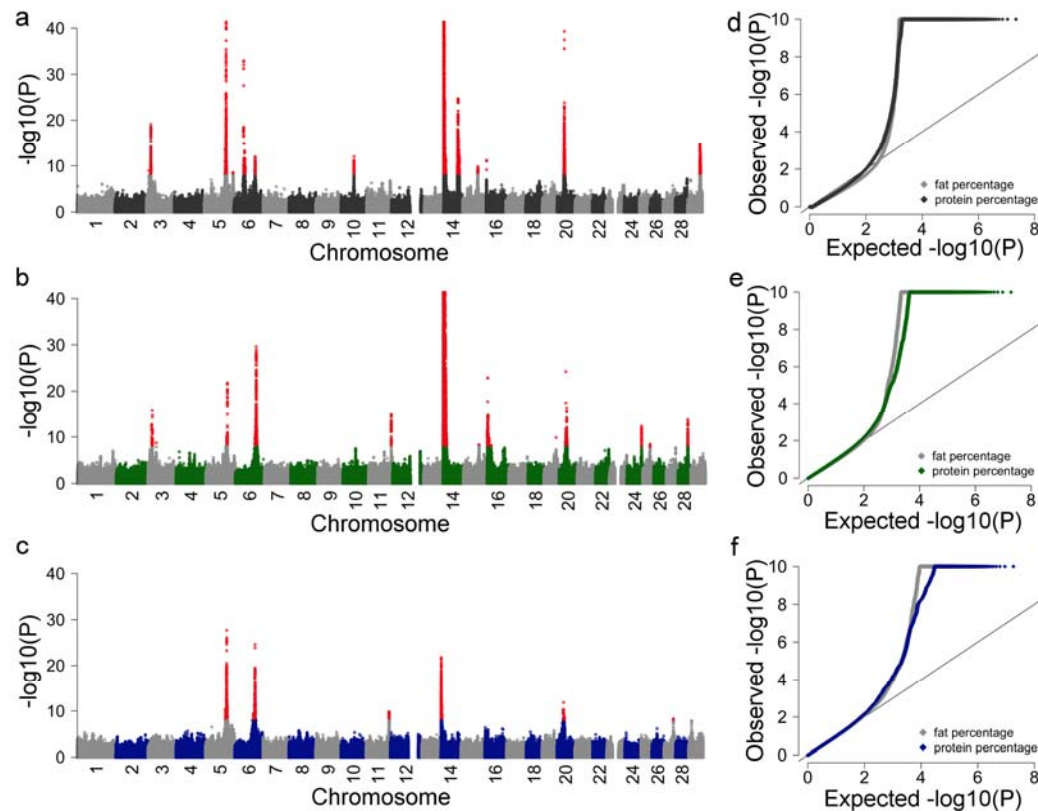 a
40
30
20
10
0
-log10(P)
1 2 3 4 5 6 7 8 9 10 11 12 14 16 18 20 22 24 26 28
Chromosome
d
10
8
6
4
2
0
Observed -log10(P)
fat percentage
protein percentage
0 2 4 6 8
Expected -log10(P)
b
40
30
20
10
0
-log10(P)
1 2 3 4 5 6 7 8 9 10 11 12 14 16 18 20 22 24 26 28
Chromosome
e
10
8
6
4
2
0
Observed -log10(P)
fat percentage
protein percentage
0 2 4 6 8
Expected -log10(P)
c
40
30
20
10
0
-log10(P)
1 2 3 4 5 6 7 8 9 10 11 12 14 16 18 20 22 24 26 28
Chromosome
f
10
8
6
4
2
0
Observed -log10(P)
fat percentage
protein percentage
0 2 4 6 8
Expected -log10(P)